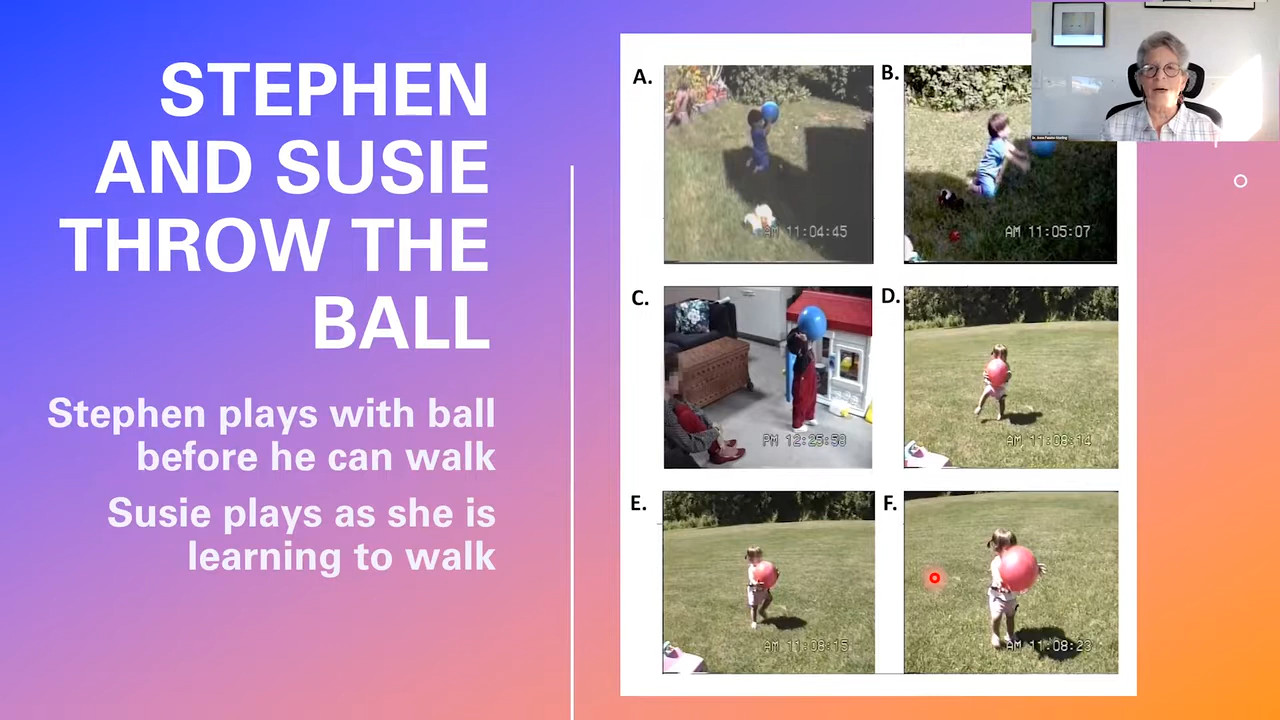 STEPHEN
AND SUSIE
THROW THE
BALL
Stephen plays with ball
before he can walk
Susie plays as she is
learning to walk
A.
AM 11:04:45
B.
AM 11:05:07
C.
PM 12:25:58
D.
AM 11:08:14
E.
AM 11:08:15
F.
AM 11:08:23